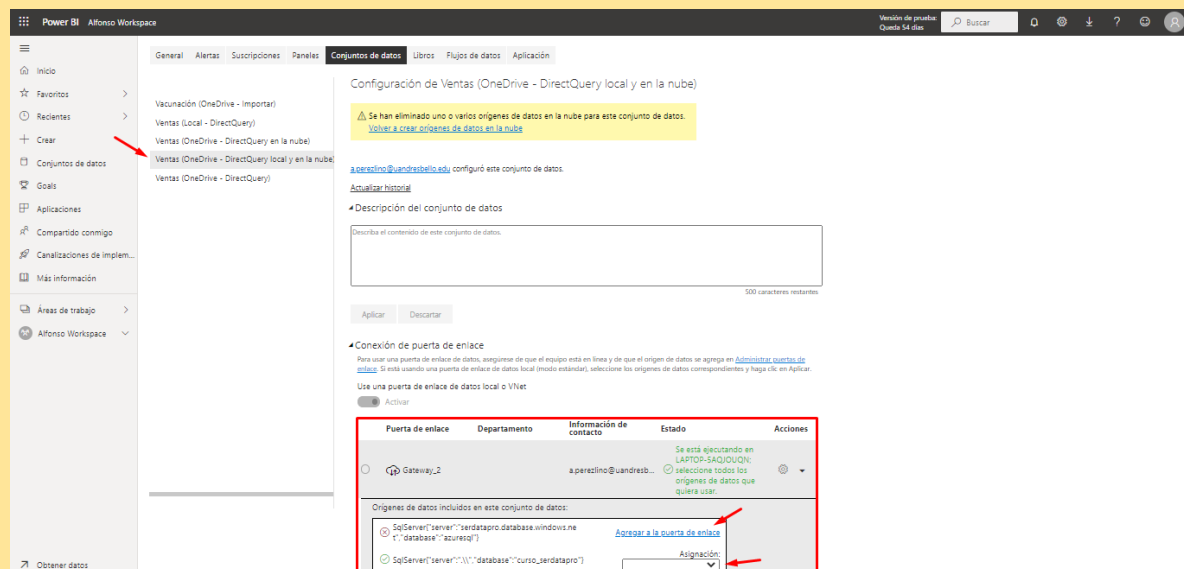 Power BI Alfonso Workspace
Versión de prueba:
Queda 54 días
Buscar
General Alertas Suscripciones Paneles Conjuntos de datos Libros Flujos de datos Aplicación
Inicio
Favoritos
Recientes
Crear
Conjuntos de datos
Goals
Aplicaciones
Compartido conmigo
Canalizaciones de implem...
Más información
Áreas de trabajo
Alfonso Workspace
Obtener datos
Vacunación (OneDrive - Importar)
Ventas (Local - DirectQuery)
Ventas (OneDrive - DirectQuery en la nube)
Ventas (OneDrive - DirectQuery local y en la nube)
Ventas (OneDrive - DirectQuery)
Configuración de Ventas (OneDrive - DirectQuery local y en la nube)
Se han eliminado uno o varios orígenes de datos en la nube para este conjunto de datos.
Volver a crear orígenes de datos en la nube
a.perezlino@uandresbello.edu configuró este conjunto de datos.
Actualizar historial
Descripción del conjunto de datos
Describa el contenido de este conjunto de datos.
500 caracteres restantes
Aplicar Descartar
Conexión de puerta de enlace
Para usar una puerta de enlace de datos, asegúrese de que el equipo está en línea y de que el origen de datos se agrega en Administrar puertas de
enlace. Si está usando una puerta de enlace de datos local (modo estándar), seleccione los orígenes de datos correspondientes y haga clic en Aplicar.
Use una puerta de enlace de datos local o VNet
Activar
Puerta de enlace Departamento Información de contacto Estado Acciones
Gateway_2 a.perezlino@uandresb...
Se está ejecutando en
LAPTOP-5AQJOUQN;
seleccione todos los
orígenes de datos que
quiera usar.
Orígenes de datos incluidos en este conjunto de datos:
SqlServer{"server":"serdatapro.database.windows.ne
t","database":"azuresql"}
Agregar a la puerta de enlace
SqlServer{"server":".\\","database":"curso_serdatapro"}
Asignación: